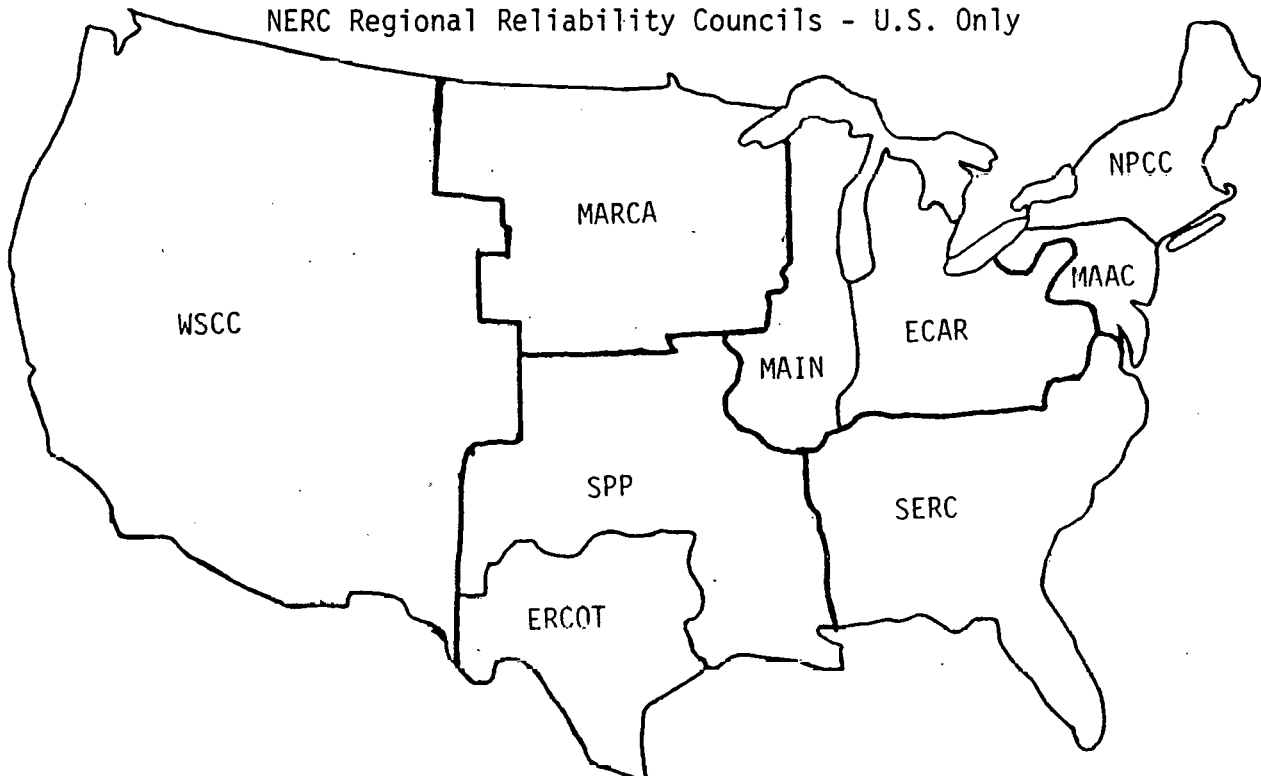 NERC Regional Reliability Councils - U.S. Only
NPCC
MARCA
MAAC
WSCC
ECAR
MAIN
SPP
SERC
ERCOT